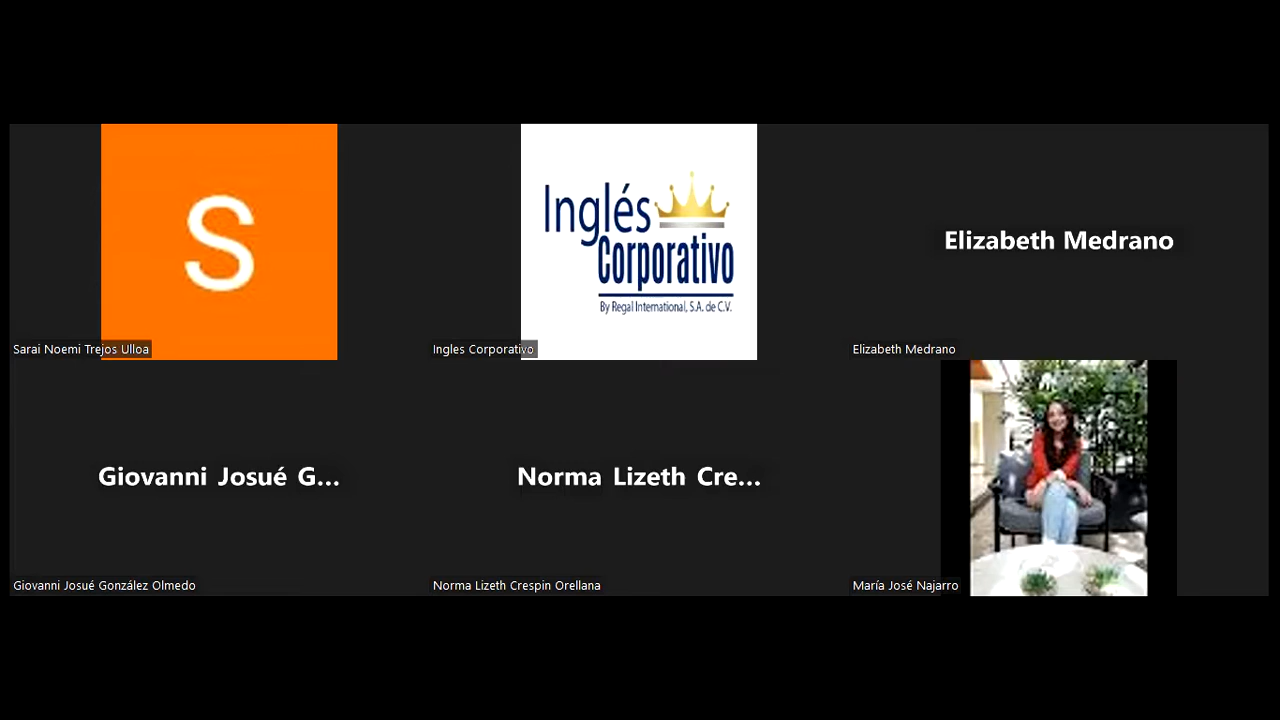 S
Inglés
Corporativo
By Regal International, S.A. de C.V.
Elizabeth Medrano
Sarai Noemi Trejos Ulloa
Ingles Corporativo
Elizabeth Medrano
Giovanni Josué G...
Norma Lizeth Cre...
Giovanni Josué González Olmedo
Norma Lizeth Crespin Orellana
María José Najarro